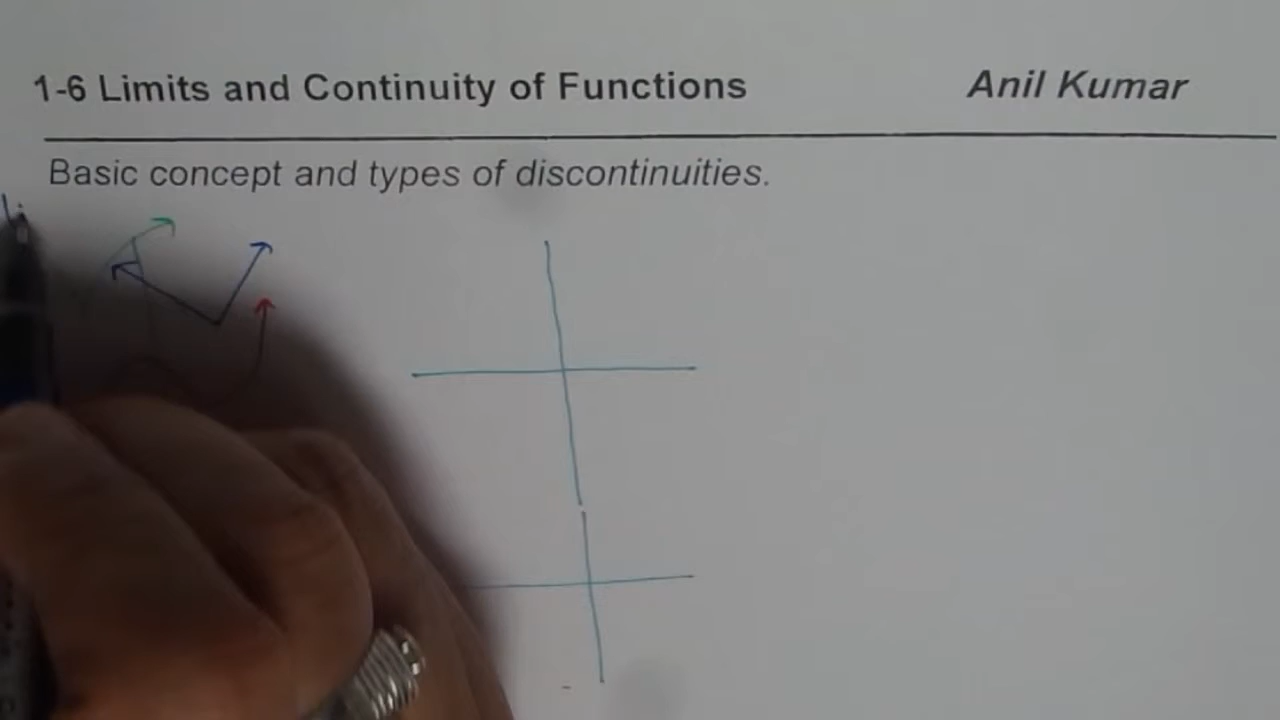 1-6 Limits and Continuity of Functions Anil Kumar
Basic concept and types of discontinuities.